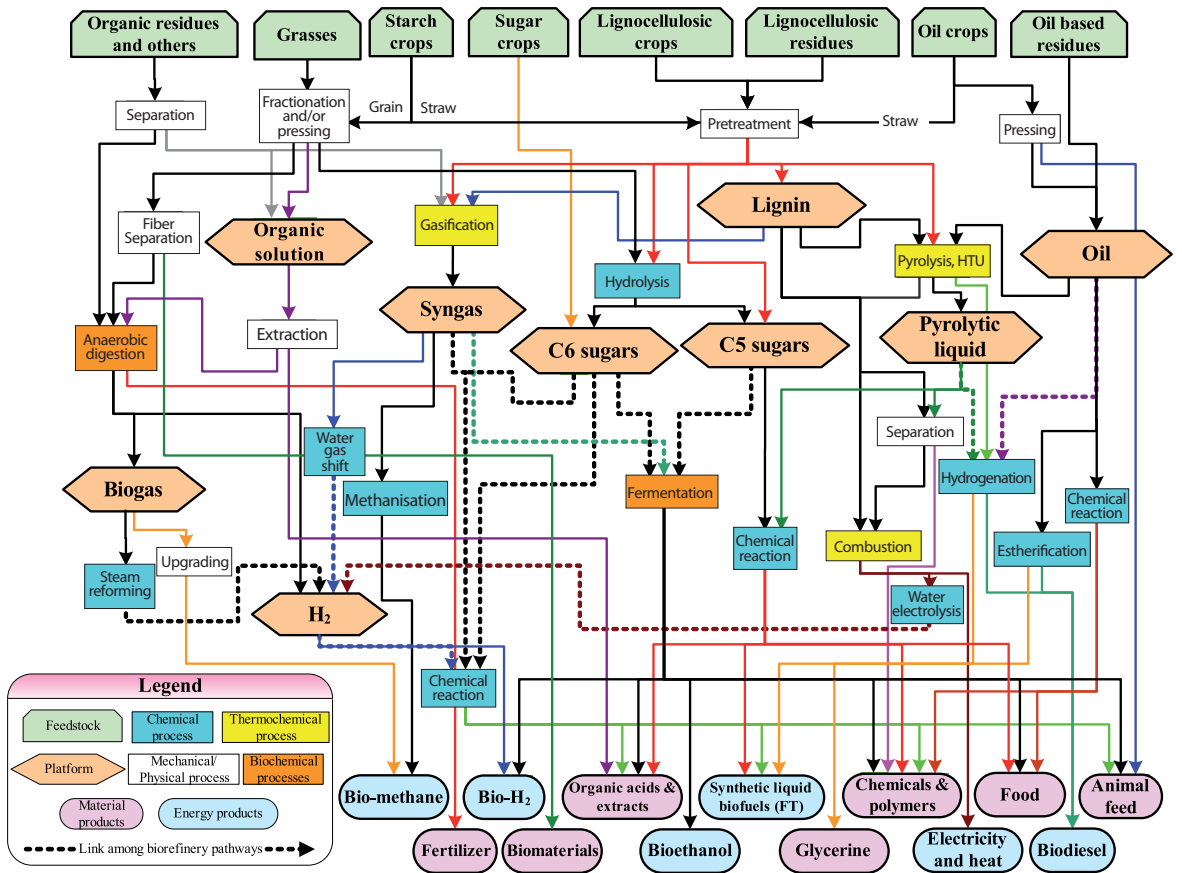 Organic residues
and others
Grasses
Starch
crops
Sugar
crops
Lignocellulosic
crops
Lignocellulosic
residues
Oil crops
Oil based
residues
Separation
Fractionation
and/or
pressing
Grain
Straw
Pretreatment
Straw
Pressing
Fiber
Separation
Organic
solution
Gasification
Lignin
Hydrolysis
Pyrolysis, HTU
Oil
Syngas
Anaerobic
digestion
Extraction
C6 sugars
C5 sugars
Pyrolytic
liquid
Water
gas
shift
Separation
Biogas
Methanisation
Fermentation
Hydrogenation
Chemical
reaction
Chemical
reaction
Combustion
Estherification
Upgrading
Steam
reforming
H₂
Water
electrolysis
Chemical
reaction
Legend
Feedstock
Chemical
process
Thermochemical
process
Platform
Mechanical/
Physical process
Biochemical
processes
Material
products
Energy products
Link among biorefinery pathways
Bio-methane
Bio-H₂
Organic acids &
extracts
Synthetic liquid
biofuels (FT)
Chemicals &
polymers
Food
Animal
feed
Fertilizer
Biomaterials
Bioethanol
Glycerine
Electricity
and heat
Biodiesel